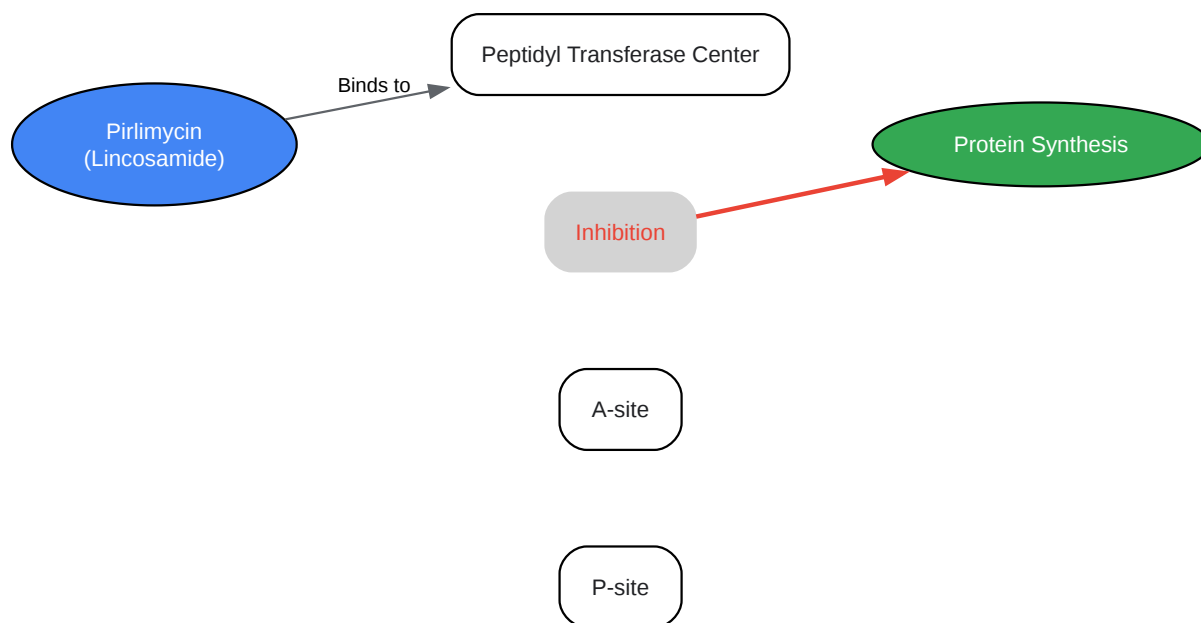 Peptidyl Transferase Center
Binds to
Pirlimycin
(Lincosamide)
Protein Synthesis
Inhibition
A-site
P-site